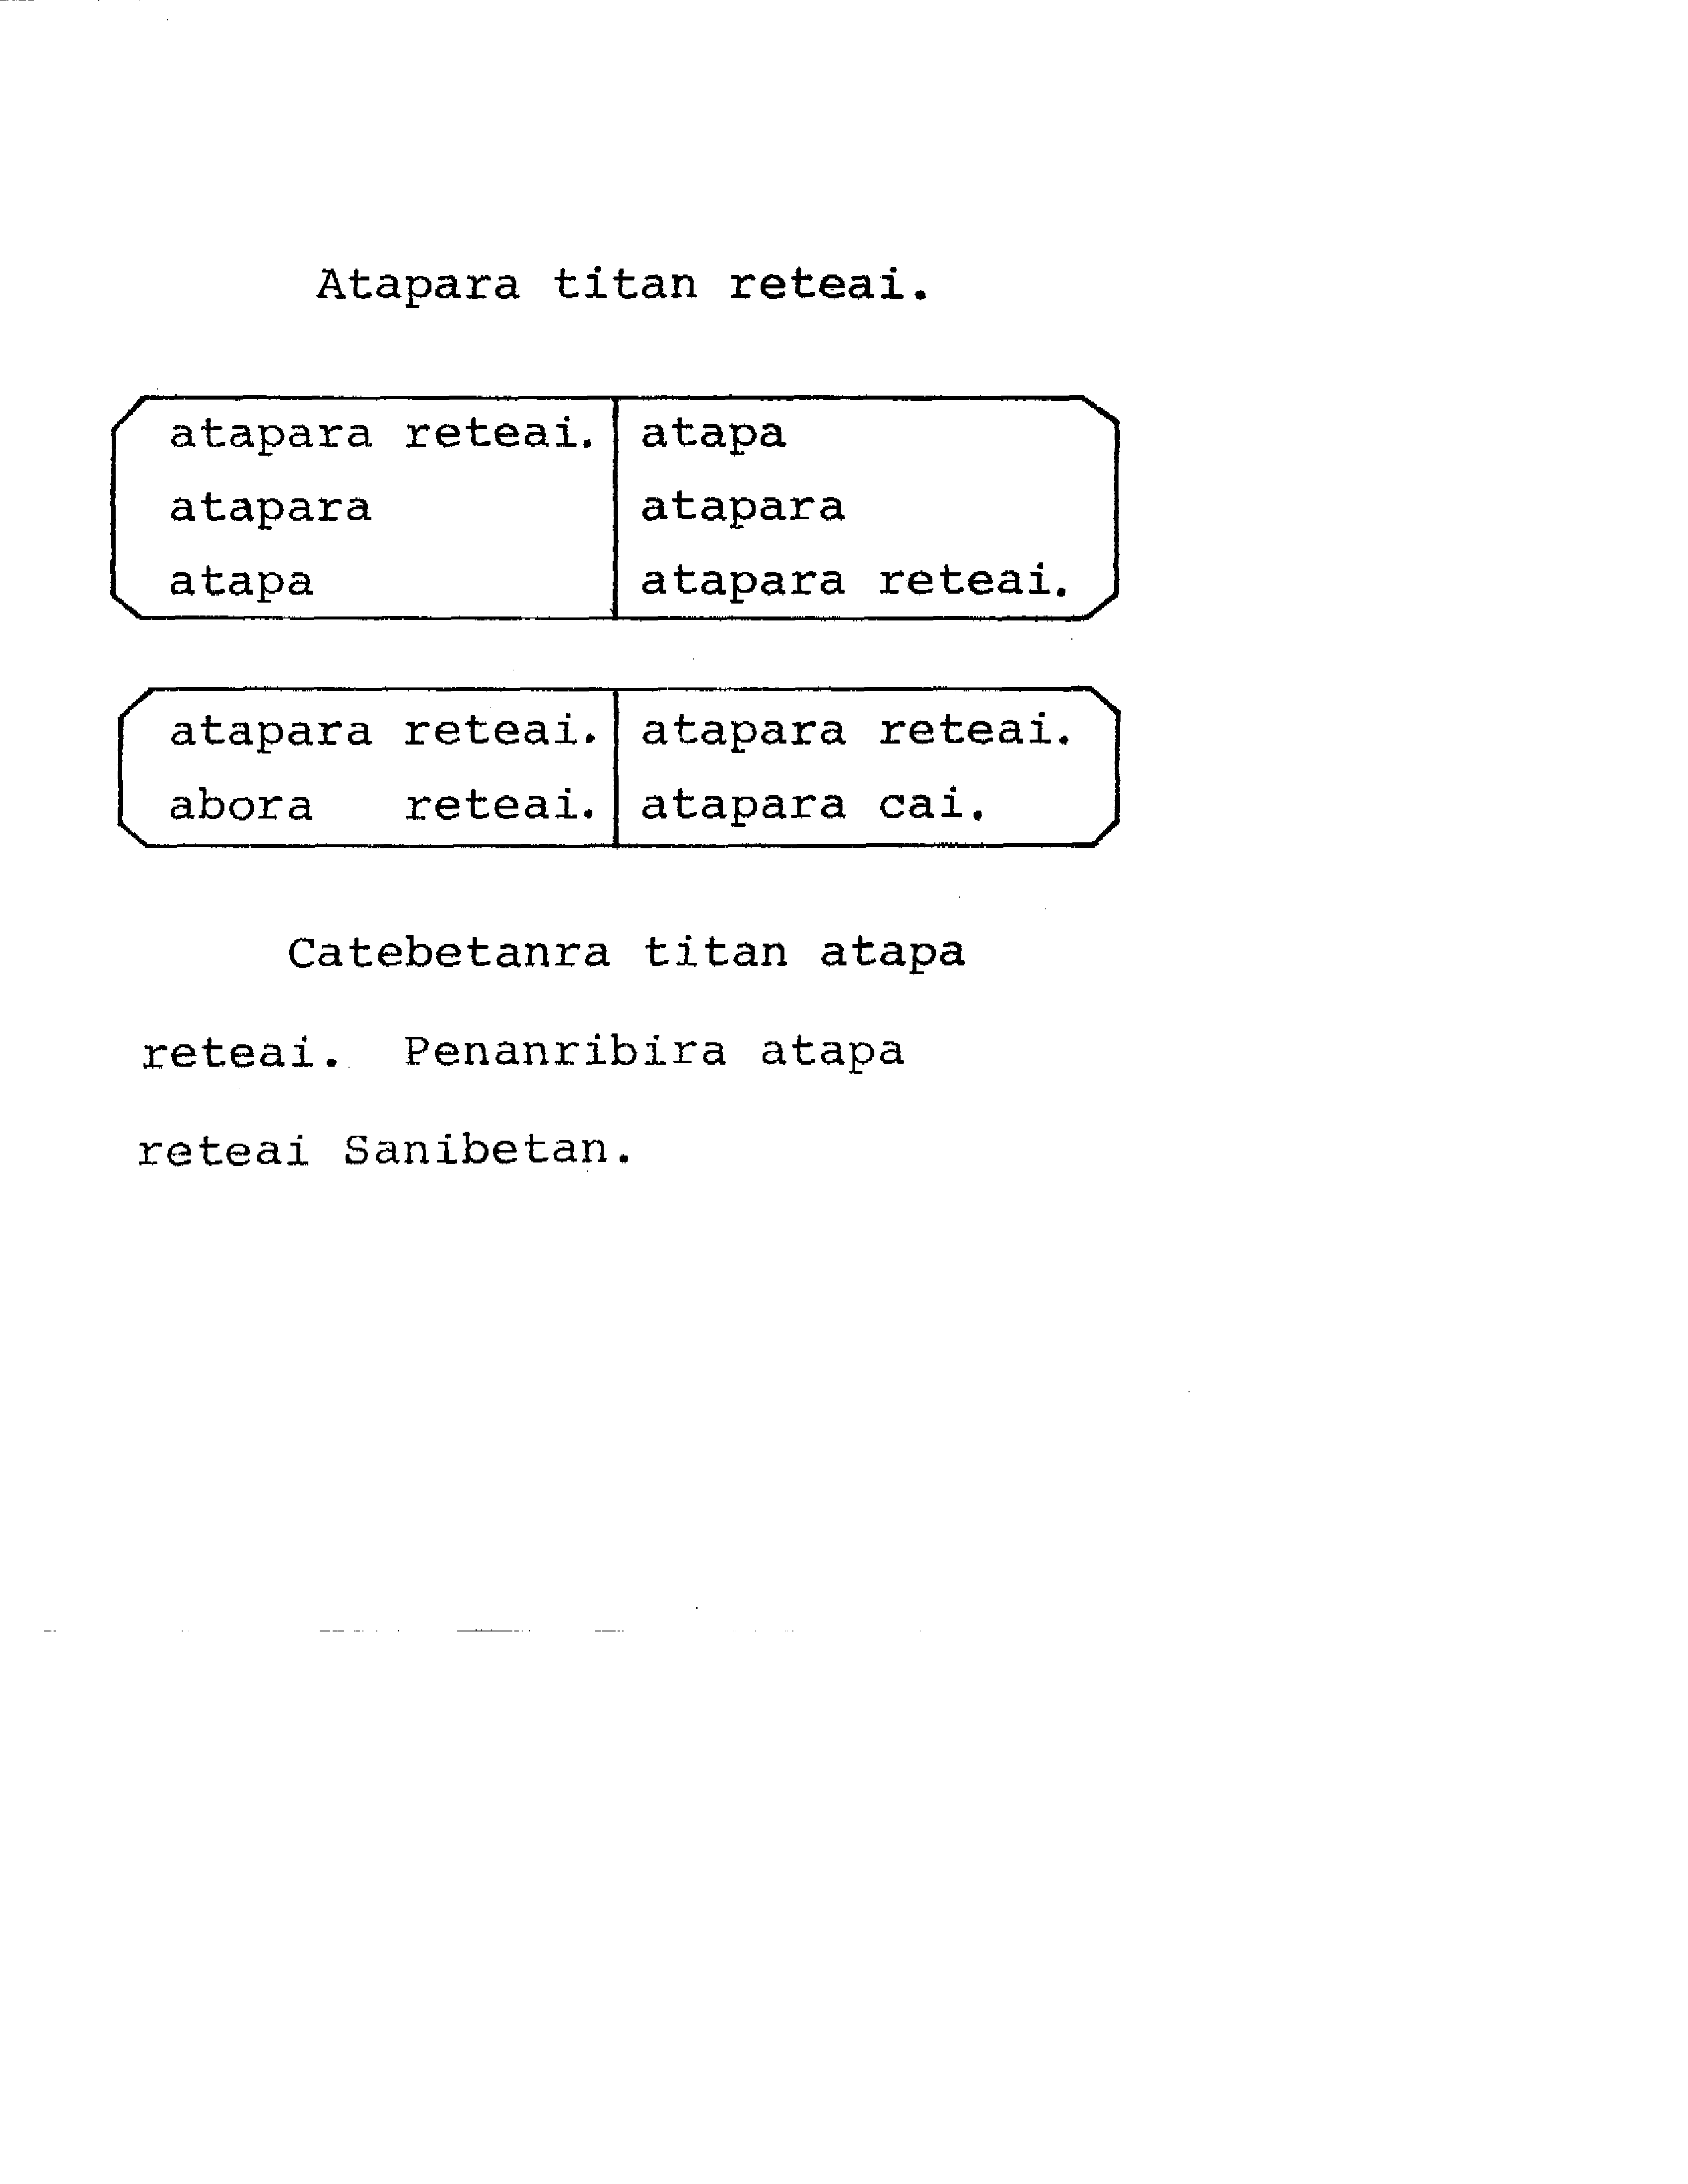 Atapara titan reteai.
atapara reteai. atapa
atapara atapara
atapa atapara reteai.
atapara reteai. atapara reteai.
abora reteai. atapara cai.
Catebetanra titan atapa
reteai. Penanribira atapa
reteai Sanibetan.